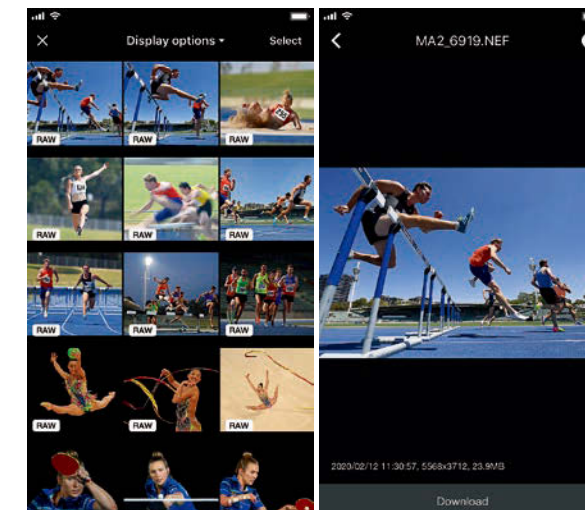 Display options ▾ Select
RAW RAW RAW
RAW RAW RAW
RAW RAW RAW
RAW RAW RAW
MA2_6919.NEF
2020/02/12 11:30:57, 5568x3712, 23.9MB
Download